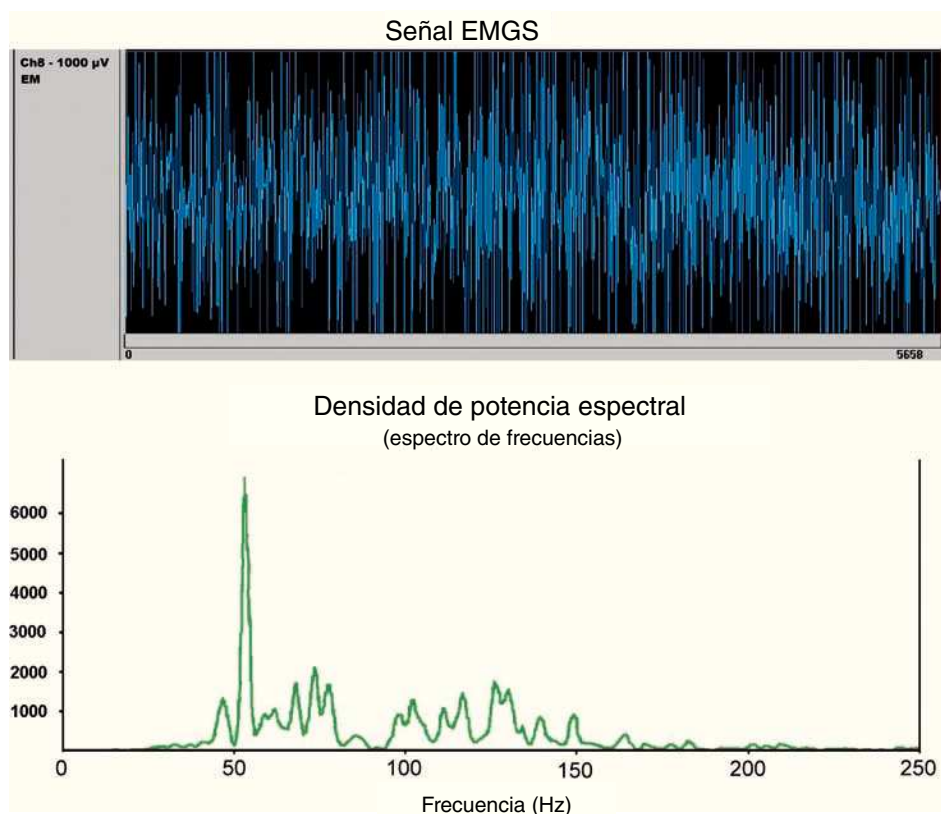 Señal EMGS
Ch8 - 1000 µV
EM
0
5658
Densidad de potencia espectral
(espectro de frecuencias)
6000
5000
4000
3000
2000
1000
0
50
100
150
200
250
Frecuencia (Hz)